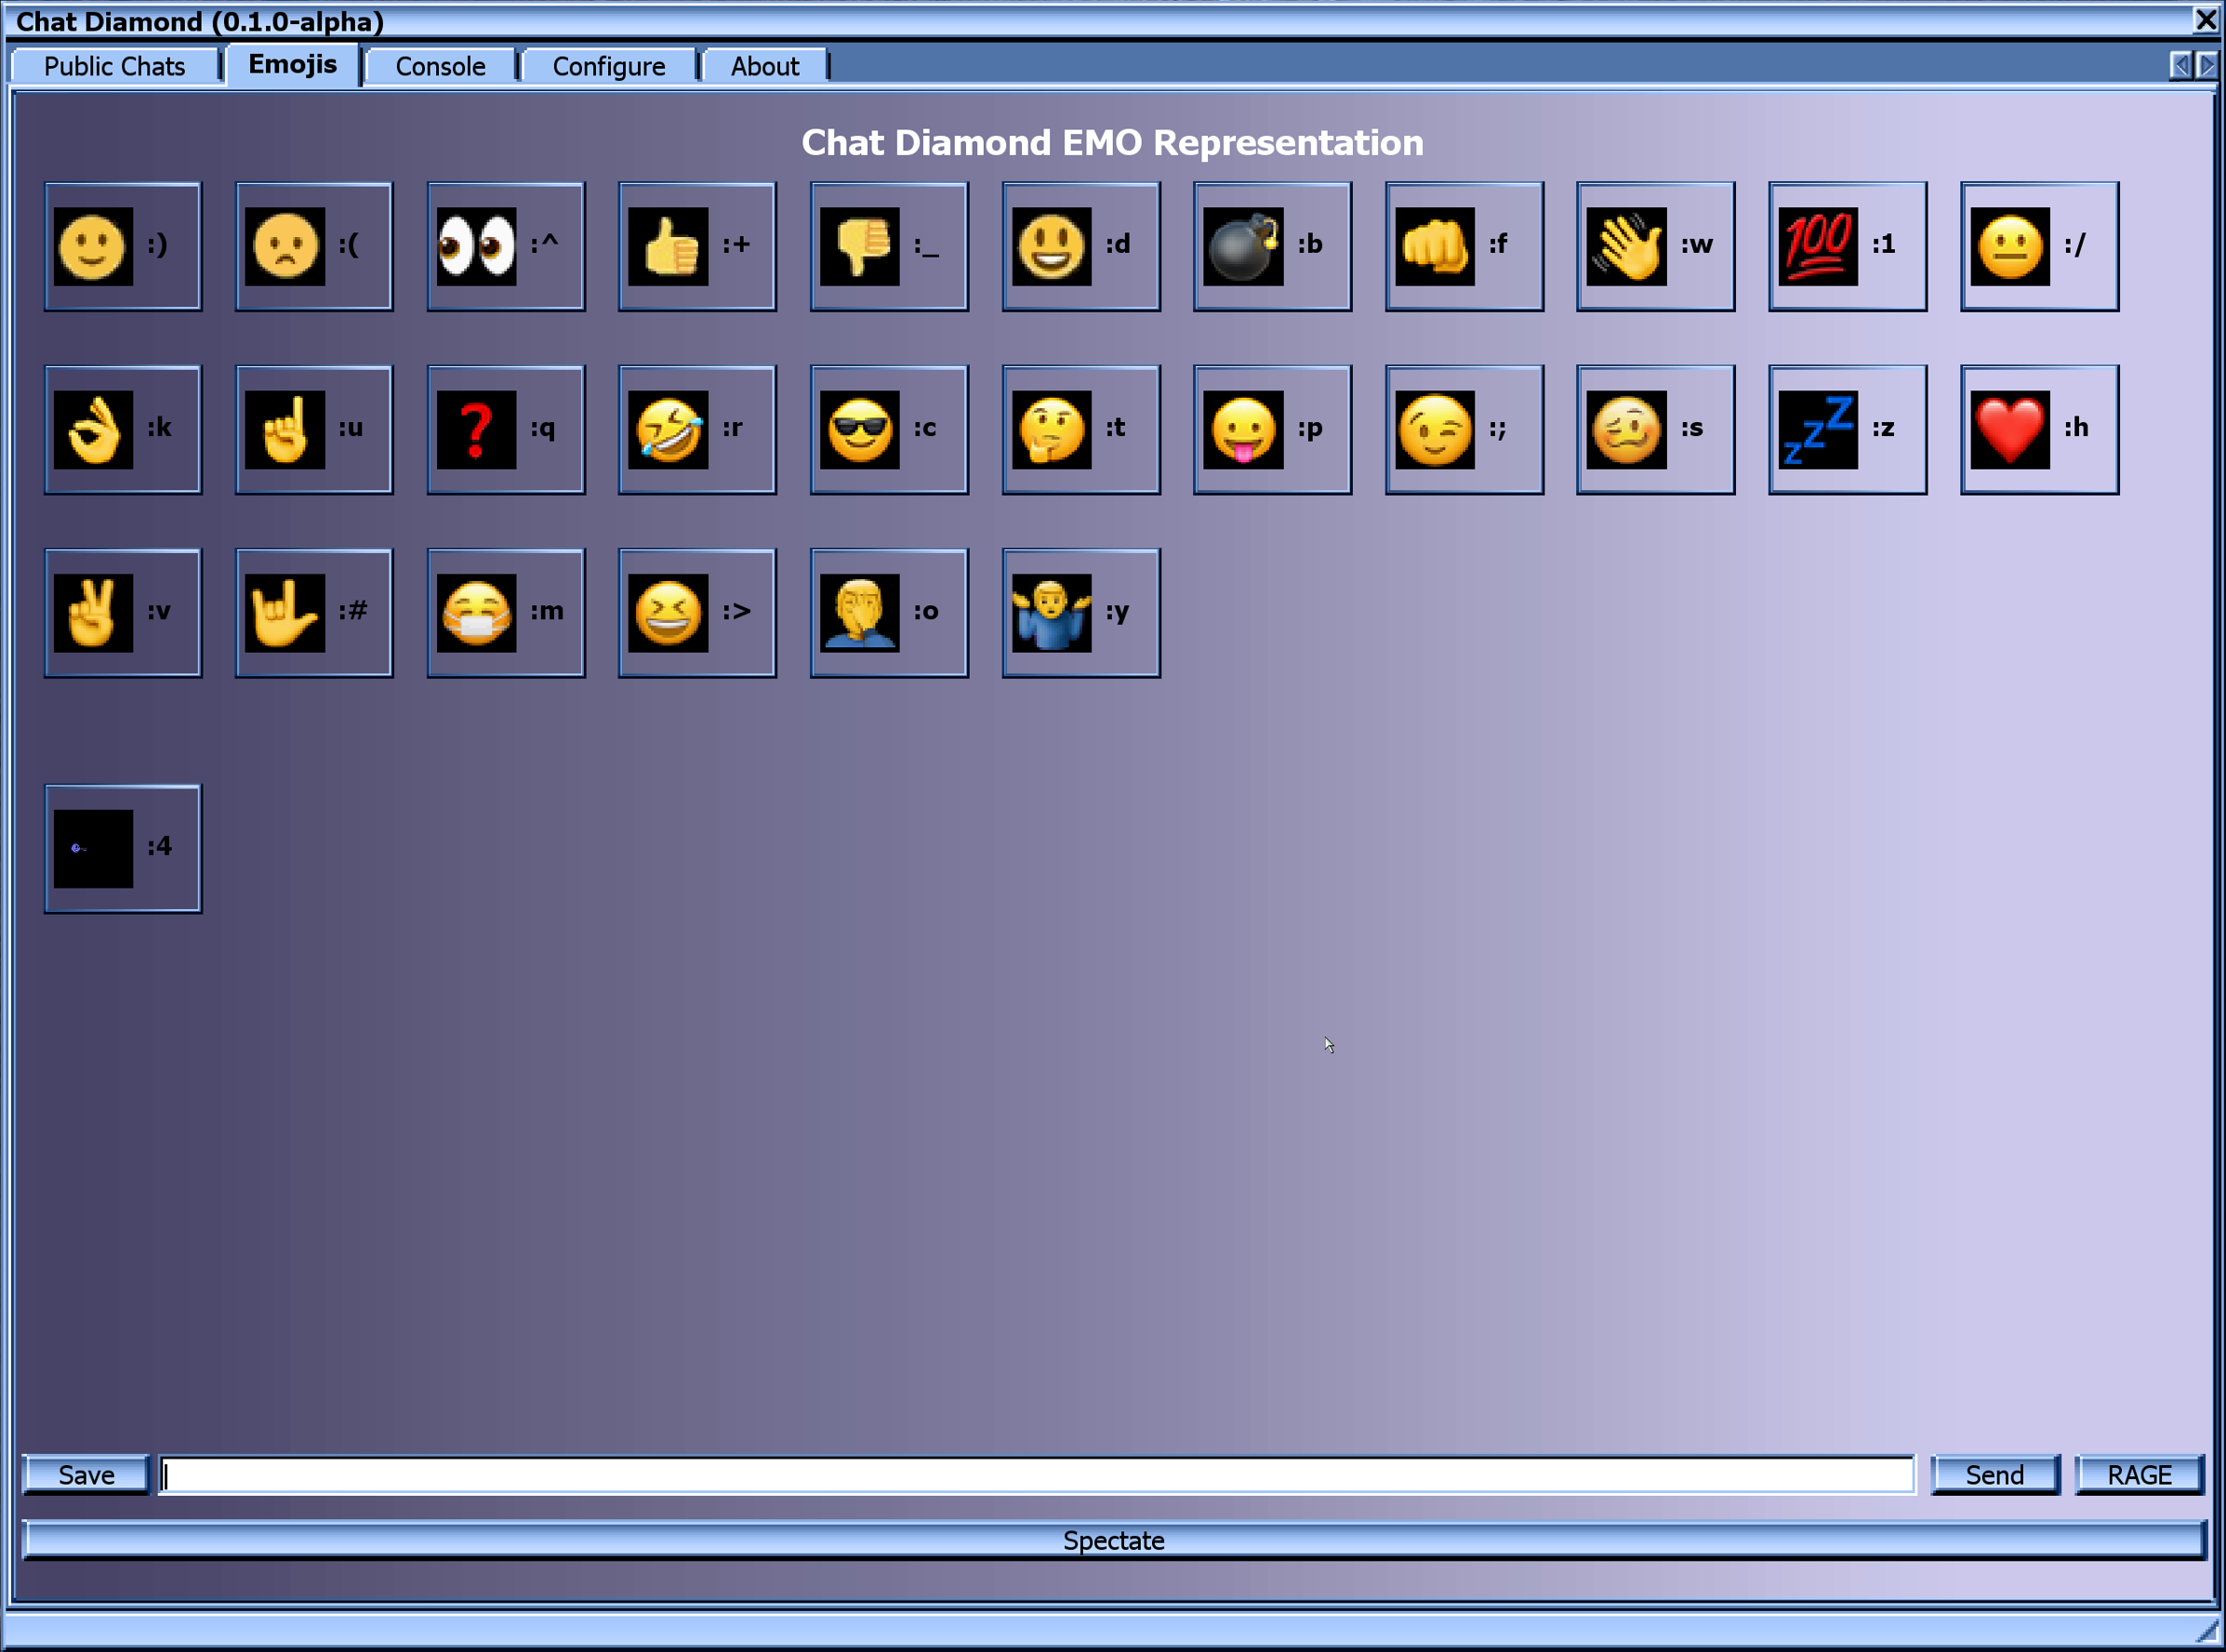 Chat Diamond (0.1.0-alpha)
Public Chats Emojis Console Configure About
Chat Diamond EMO Representation
:) :( :^ :+ :_ :d :b :f :w 100 :1 :/
:k :u ? :q :r :c :t :p :; :s zzZ :z :h
:v :# :m :> :o :y
:4
Save Send RAGE
Spectate